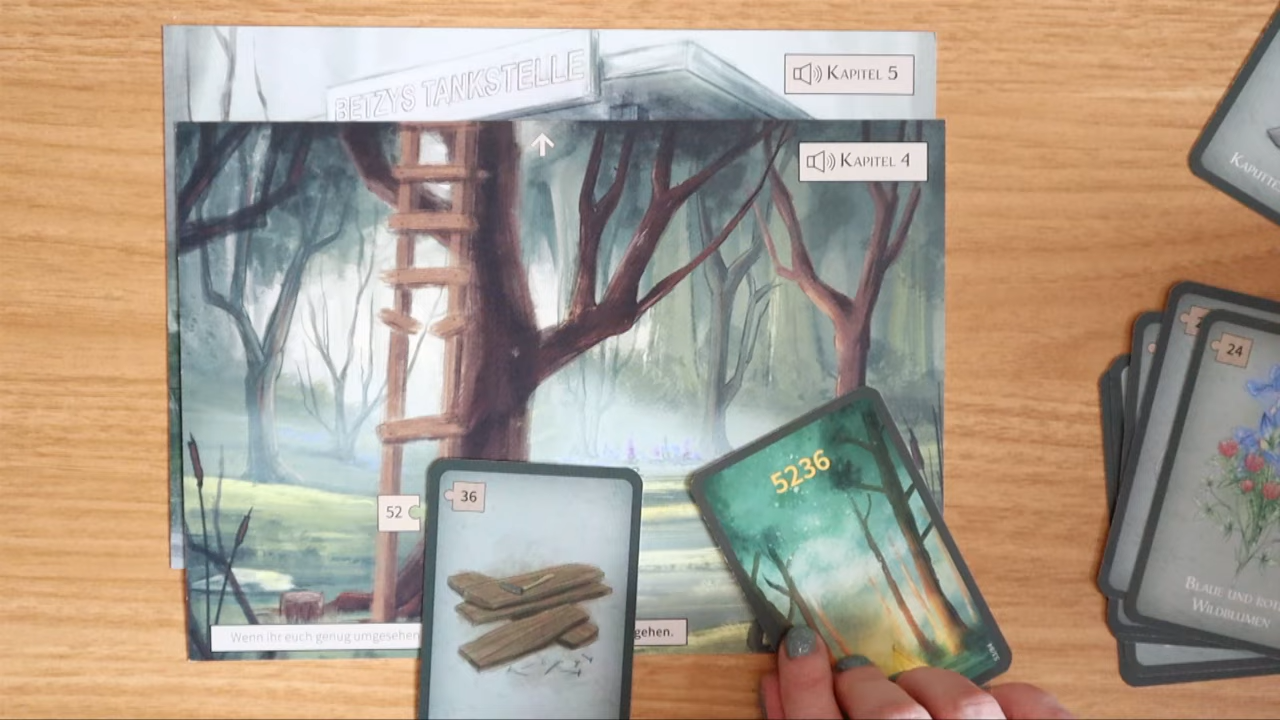 BETZYS TANKSTELLE
KAPITEL 5
KAPITEL 4
24
5236
36
52
Wenn ihr euch genug umgesehen
gehen.
BLAUE UND
WILDBLUMEN